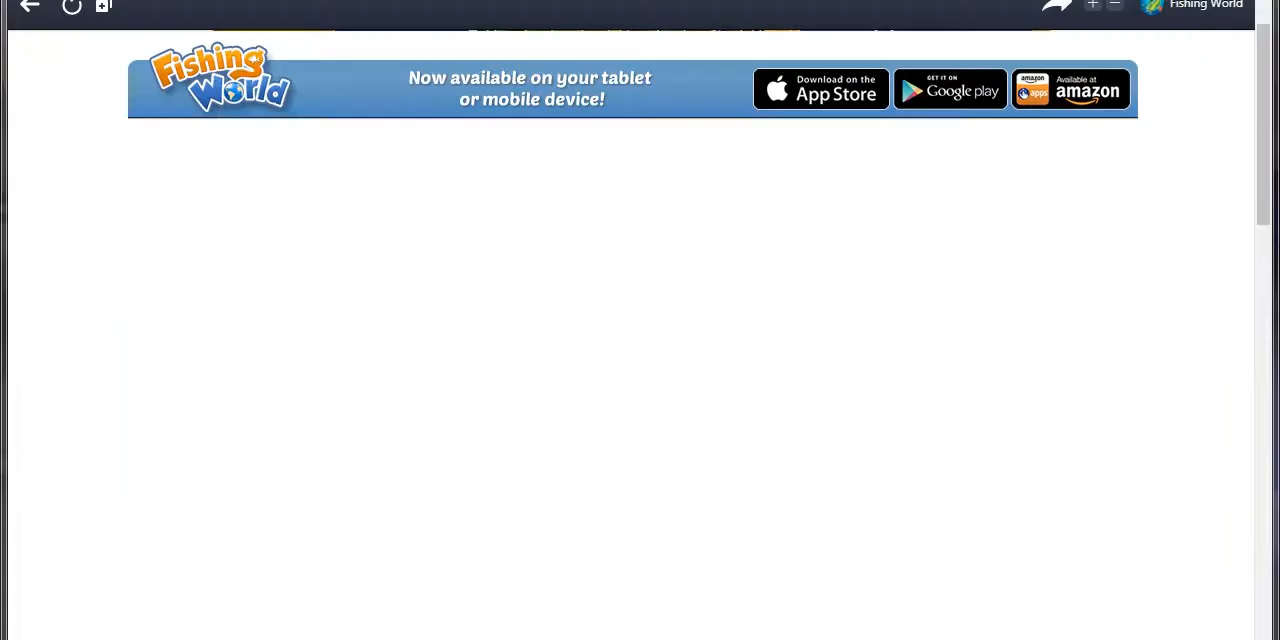 Fishing World
Fishing
World
Now available on your tablet
or mobile device!
Download on the
App Store
GET IT ON
Google play
amazon
apps
Available at
amazon